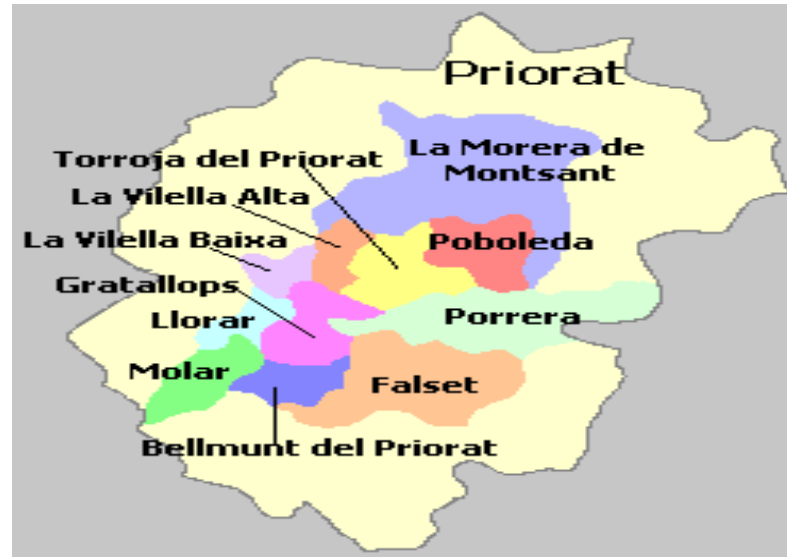 Priorat
La Morera de
Montsant
Torroja del Priorat
La Vilella Alta
La Vilella Baixa
Poboleda
Gratallops
Llorar
Porrera
Molar
Falset
Bellmunt del Priorat